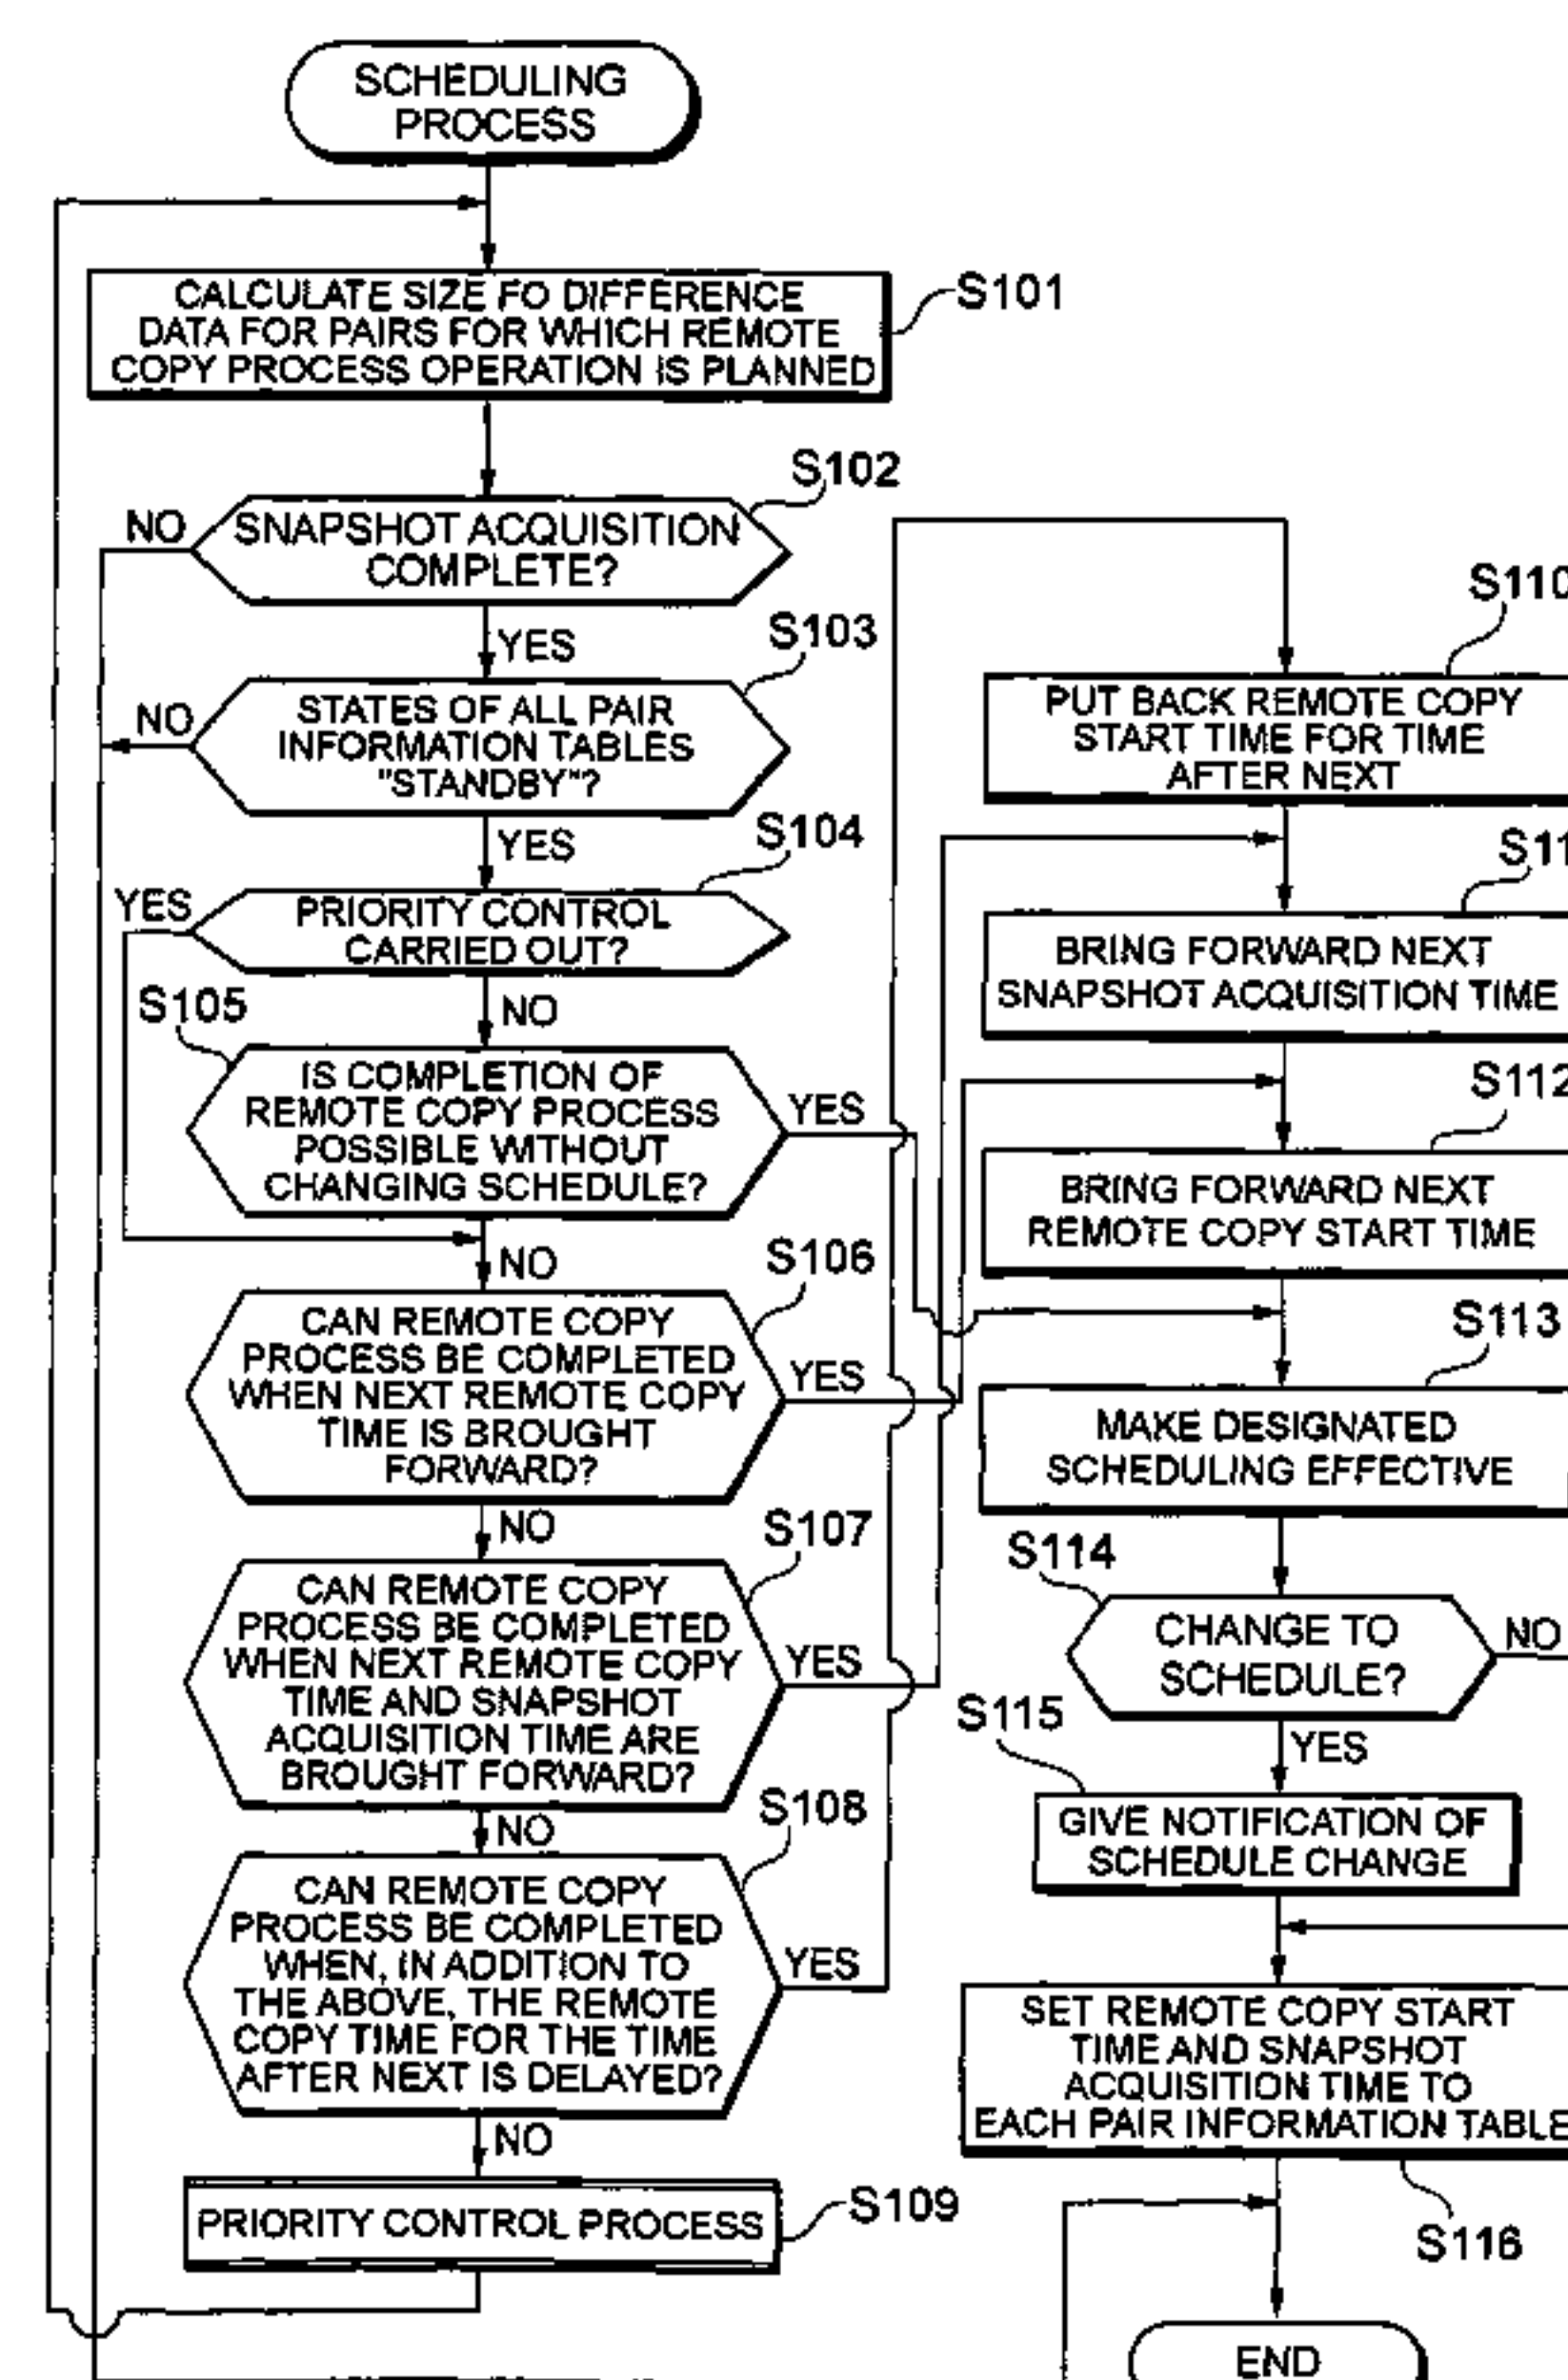 SCHEDULING
PROCESS
CALCULATE SIZE FO DIFFERENCE
DATA FOR PAIRS FOR WHICH REMOTE
COPY PROCESS OPERATION IS PLANNED
S101
S102
NO
SNAPSHOT ACQUISITION
COMPLETE?
YES
S103
NO
STATES OF ALL PAIR
INFORMATION TABLES
"STANDBY"?
YES
S104
YES
PRIORITY CONTROL
CARRIED OUT?
NO
S105
IS COMPLETION OF
REMOTE COPY PROCESS
POSSIBLE WITHOUT
CHANGING SCHEDULE?
YES
NO
S106
CAN REMOTE COPY
PROCESS BE COMPLETED
WHEN NEXT REMOTE COPY
TIME IS BROUGHT
FORWARD?
YES
NO
S107
CAN REMOTE COPY
PROCESS BE COMPLETED
WHEN NEXT REMOTE COPY
TIME AND SNAPSHOT
ACQUISITION TIME ARE
BROUGHT FORWARD?
YES
NO
S108
CAN REMOTE COPY
PROCESS BE COMPLETED
WHEN, IN ADDITION TO
THE ABOVE, THE REMOTE
COPY TIME FOR THE TIME
AFTER NEXT IS DELAYED?
YES
NO
PRIORITY CONTROL PROCESS
S109
S110
PUT BACK REMOTE COPY
START TIME FOR TIME
AFTER NEXT
S11
BRING FORWARD NEXT
SNAPSHOT ACQUISITION TIME
S112
BRING FORWARD NEXT
REMOTE COPY START TIME
S113
MAKE DESIGNATED
SCHEDULING EFFECTIVE
S114
CHANGE TO
SCHEDULE?
NO
YES
S115
GIVE NOTIFICATION OF
SCHEDULE CHANGE
SET REMOTE COPY START
TIME AND SNAPSHOT
ACQUISITION TIME TO
EACH PAIR INFORMATION TABLE
S116
END